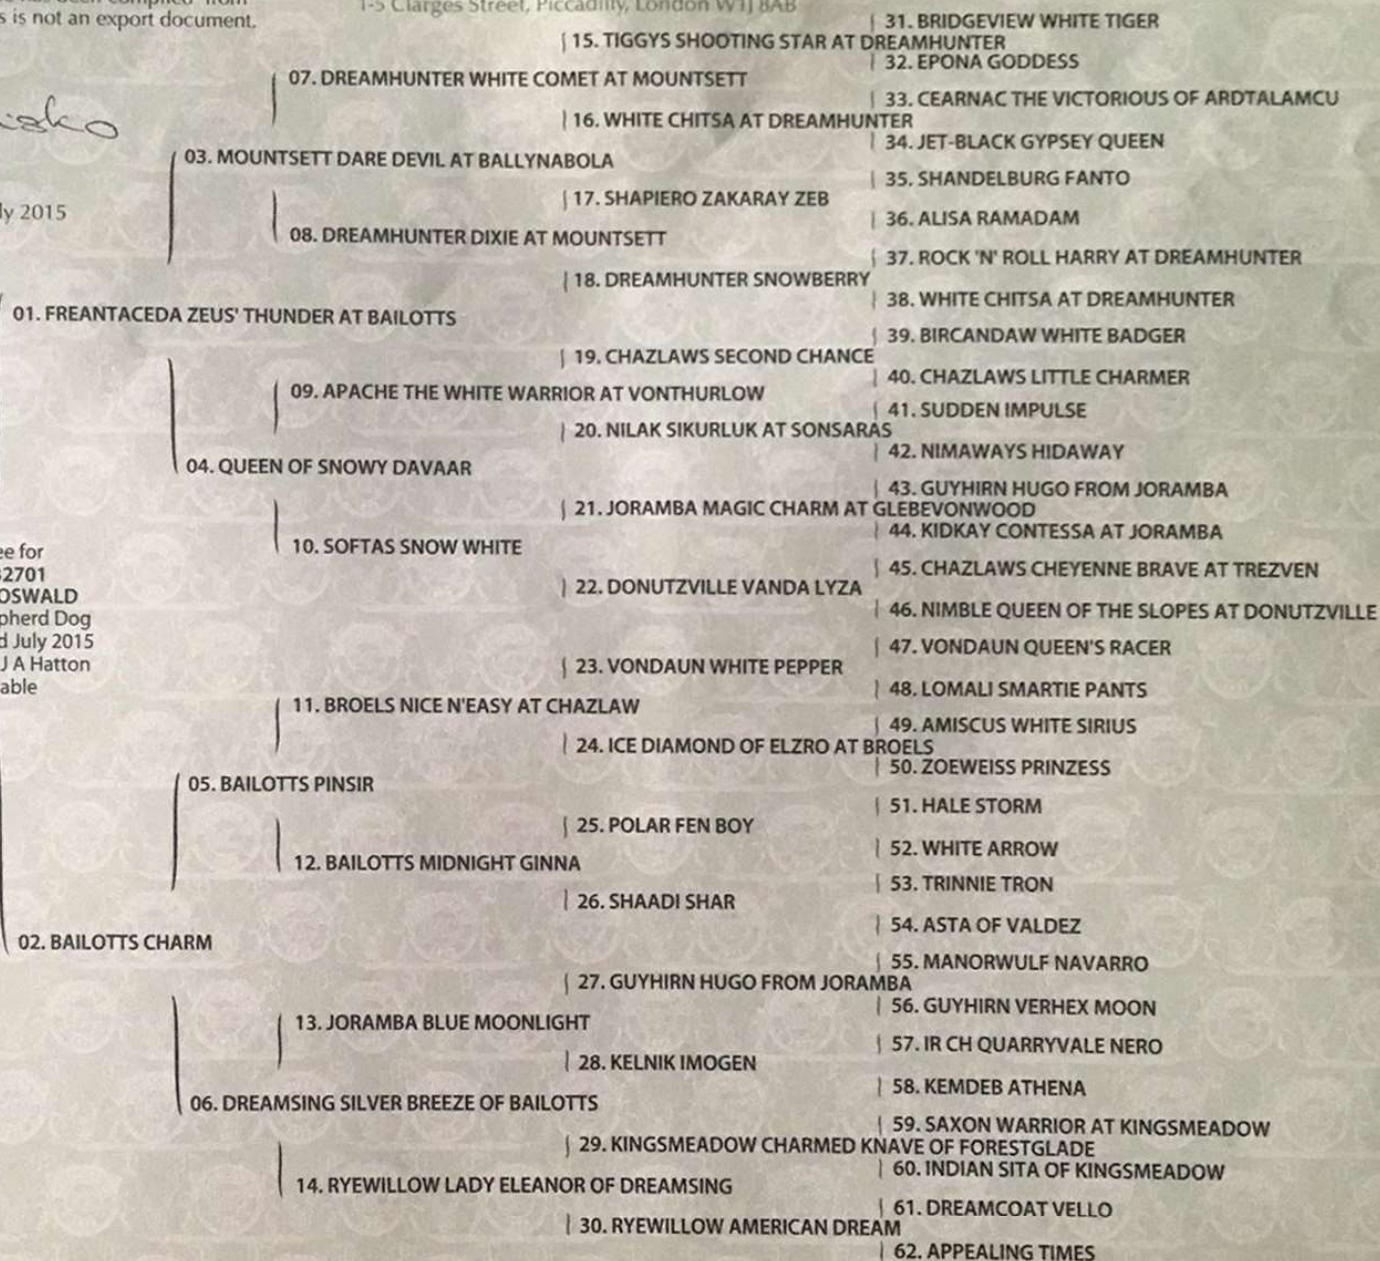 is not an export document.
1-5 Clarges Street, Piccadilly, London W1J 8AB
31. BRIDGEVIEW WHITE TIGER
15. TIGGYS SHOOTING STAR AT DREAMHUNTER
32. EPONA GODDESS
07. DREAMHUNTER WHITE COMET AT MOUNTSETT
33. CEARNAC THE VICTORIOUS OF ARDTALAMCU
16. WHITE CHITSA AT DREAMHUNTER
34. JET-BLACK GYPSEY QUEEN
03. MOUNTSETT DARE DEVIL AT BALLYNABOLA
35. SHANDELBURG FANTO
17. SHAPIERO ZAKARAY ZEB
ly 2015
36. ALISA RAMADAM
08. DREAMHUNTER DIXIE AT MOUNTSETT
37. ROCK 'N' ROLL HARRY AT DREAMHUNTER
18. DREAMHUNTER SNOWBERRY
38. WHITE CHITSA AT DREAMHUNTER
01. FREANTACEDA ZEUS' THUNDER AT BAILOTTS
39. BIRCANDAW WHITE BADGER
19. CHAZLAWS SECOND CHANCE
40. CHAZLAWS LITTLE CHARMER
09. APACHE THE WHITE WARRIOR AT VONTHURLOW
41. SUDDEN IMPULSE
20. NILAK SIKURLUK AT SONSARAS
42. NIMAWAYS HIDAWAY
04. QUEEN OF SNOWY DAVAAR
43. GUYHIRN HUGO FROM JORAMBA
21. JORAMBA MAGIC CHARM AT GLEBEVONWOOD
44. KIDKAY CONTESSA AT JORAMBA
10. SOFTAS SNOW WHITE
ee for
45. CHAZLAWS CHEYENNE BRAVE AT TREZVEN
2701
22. DONUTZVILLE VANDA LYZA
OSWALD
46. NIMBLE QUEEN OF THE SLOPES AT DONUTZVILLE
pherd Dog
d July 2015
47. VONDAUN QUEEN'S RACER
J A Hatton
23. VONDAUN WHITE PEPPER
able
48. LOMALI SMARTIE PANTS
11. BROELS NICE N'EASY AT CHAZLAW
49. AMISCUS WHITE SIRIUS
24. ICE DIAMOND OF ELZRO AT BROELS
50. ZOEWEISS PRINZESS
05. BAILOTTS PINSIR
51. HALE STORM
25. POLAR FEN BOY
52. WHITE ARROW
12. BAILOTTS MIDNIGHT GINNA
53. TRINNIE TRON
26. SHAADI SHAR
54. ASTA OF VALDEZ
02. BAILOTTS CHARM
55. MANORWULF NAVARRO
27. GUYHIRN HUGO FROM JORAMBA
56. GUYHIRN VERHEX MOON
13. JORAMBA BLUE MOONLIGHT
57. IR CH QUARRYVALE NERO
28. KELNIK IMOGEN
58. KEMDEB ATHENA
06. DREAMSING SILVER BREEZE OF BAILOTTS
59. SAXON WARRIOR AT KINGSMEADOW
29. KINGSMEADOW CHARMED KNAVE OF FORESTGLADE
60. INDIAN SITA OF KINGSMEADOW
14. RYEWILLOW LADY ELEANOR OF DREAMSING
61. DREAMCOAT VELLO
30. RYEWILLOW AMERICAN DREAM
62. APPEALING TIMES